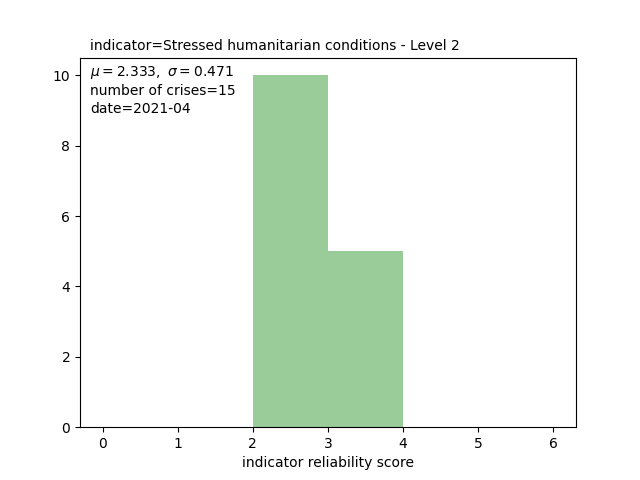 indicator=Stressed humanitarian conditions - Level 2
μ = 2.333, σ = 0.471
number of crises=15
date=2021-04
10
8
6
4
2
0
0 1 2 3 4 5 6
indicator reliability score